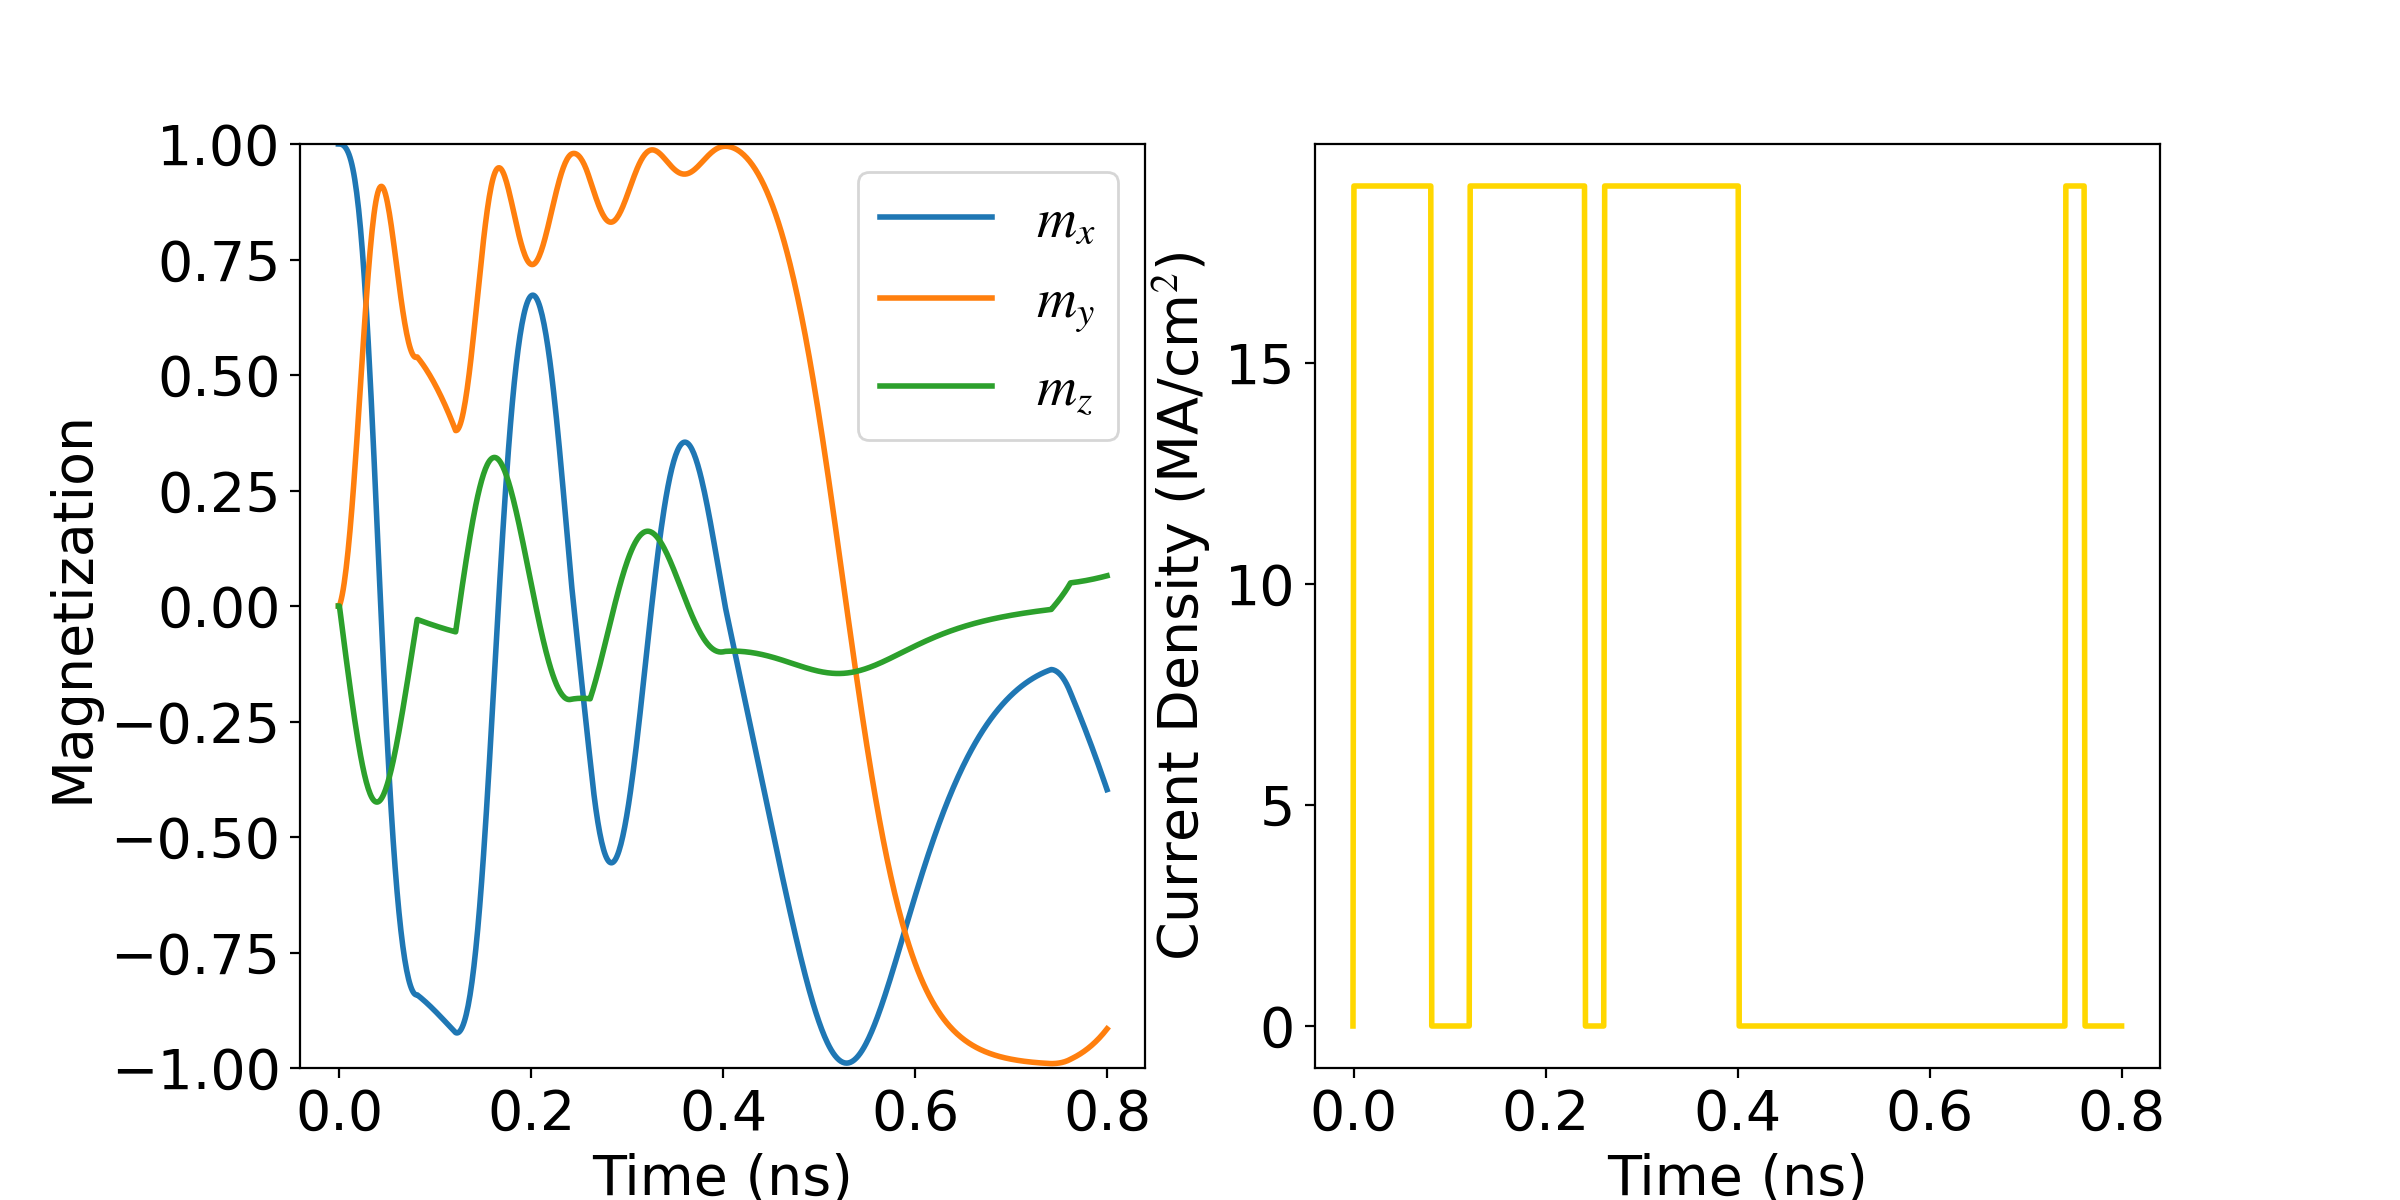 1.00
0.75
0.50
0.25
0.00
−0.25
−0.50
−0.75
−1.00
Magnetization
0.0 0.2 0.4 0.6 0.8
Time (ns)
m_x
m_y
m_z
Current Density (MA/cm²)
15
10
5
0
0.0 0.2 0.4 0.6 0.8
Time (ns)